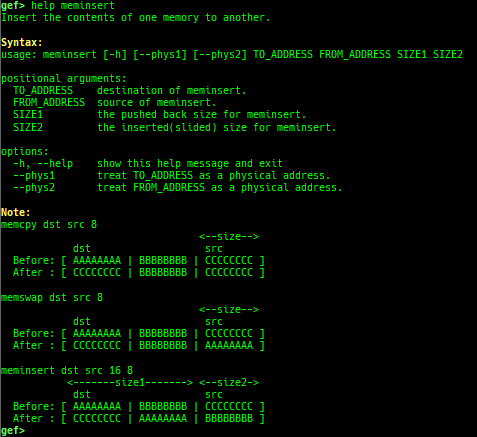 gef> help meminsert
Insert the contents of one memory to another.

Syntax:
usage: meminsert [-h] [--phys1] [--phys2] TO_ADDRESS FROM_ADDRESS SIZE1 SIZE2

positional arguments:
  TO_ADDRESS    destination of meminsert.
  FROM_ADDRESS  source of meminsert.
  SIZE1         the pushed back size for meminsert.
  SIZE2         the inserted(slided) size for meminsert.

options:
  -h, --help    show this help message and exit
  --phys1       treat TO_ADDRESS as a physical address.
  --phys2       treat FROM_ADDRESS as a physical address.

Note:
memcpy dst src 8
                                 <--size-->
            dst                   src
  Before: [ AAAAAAAA | BBBBBBBB | CCCCCCCC ]
  After : [ CCCCCCCC | BBBBBBBB | CCCCCCCC ]

memswap dst src 8
                                 <--size-->
            dst                   src
  Before: [ AAAAAAAA | BBBBBBBB | CCCCCCCC ]
  After : [ CCCCCCCC | BBBBBBBB | AAAAAAAA ]

meminsert dst src 16 8
           <-------size1-------> <--size2->
            dst                   src
  Before: [ AAAAAAAA | BBBBBBBB | CCCCCCCC ]
  After : [ CCCCCCCC | AAAAAAAA | BBBBBBBB ]
gef>